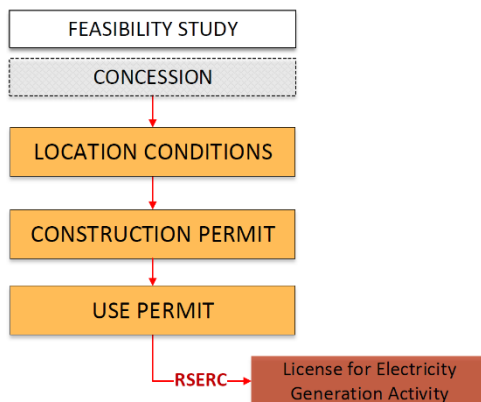 FEASIBILITY STUDY
CONCESSION
LOCATION CONDITIONS
CONSTRUCTION PERMIT
USE PERMIT
RSERC
License for Electricity
Generation Activity